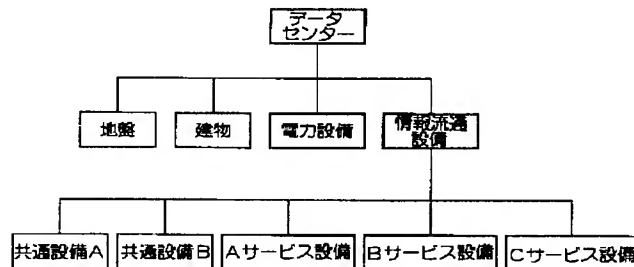 データ
センター
地盤
建物
電力設備
情報流通
設備
共通設備A
共通設備B
Aサービス設備
Bサービス設備
Cサービス設備